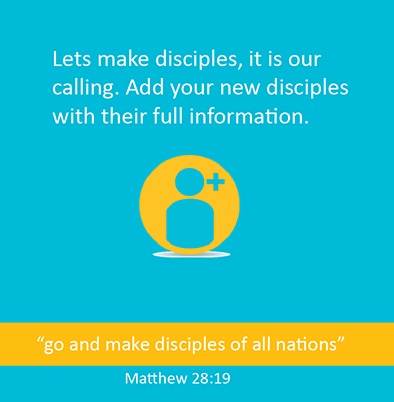 Lets make disciples, it is our
calling. Add your new disciples
with their full information.
“go and make disciples of all nations”
Matthew 28:19